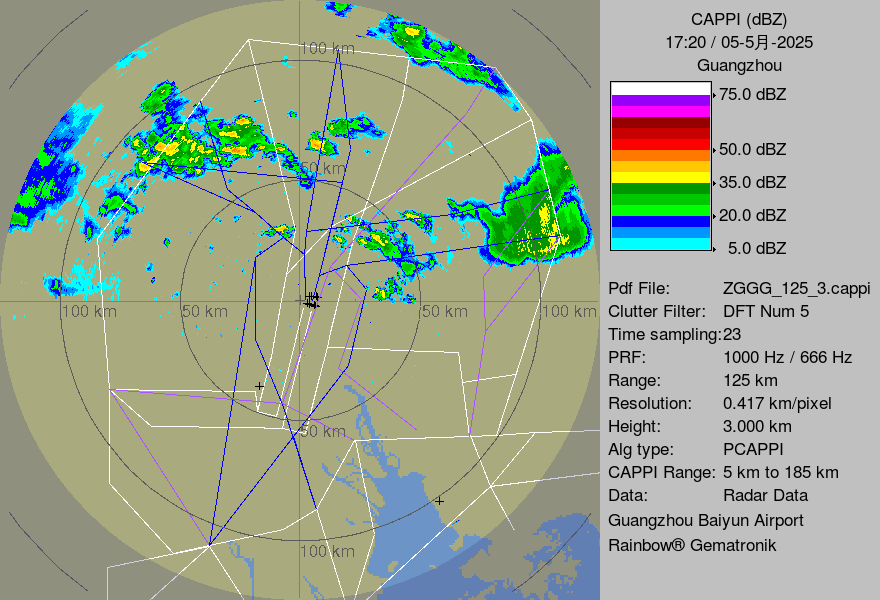 CAPPI (dBZ)
17:20 / 05-5月-2025
Guangzhou
75.0 dBZ
50.0 dBZ
35.0 dBZ
20.0 dBZ
5.0 dBZ
Pdf File: ZGGG_125_3.cappi
Clutter Filter: DFT Num 5
Time sampling:23
PRF: 1000 Hz / 666 Hz
Range: 125 km
Resolution: 0.417 km/pixel
Height: 3.000 km
Alg type: PCAPPI
CAPPI Range: 5 km to 185 km
Data: Radar Data
Guangzhou Baiyun Airport
Rainbow® Gematronik
100 km
50 km
100 km
50 km
50 km
100 km
50 km
100 km